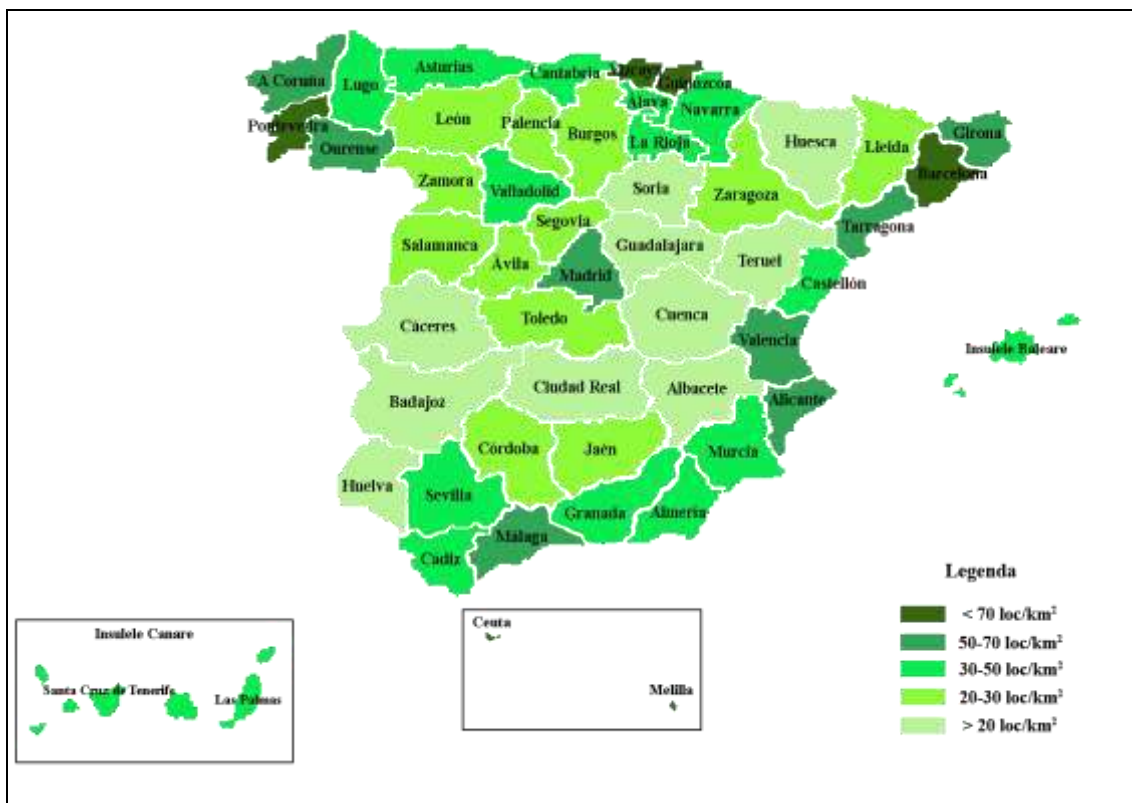 A Coruña
Lugo
Asturias
Cantabria
Vizcaya
Guipúzcoa
Pontevedra
Ourense
León
Palencia
Burgos
Alava
Navarra
La Rioja
Huesca
Lleida
Girona
Barcelona
Zamora
Valladolid
Soria
Zaragoza
Tarragona
Salamanca
Segovia
Ávila
Madrid
Guadalajara
Teruel
Castellón
Cáceres
Toledo
Cuenca
Valencia
Insulele Baleare
Badajoz
Ciudad Real
Albacete
Alicante
Huelva
Sevilla
Córdoba
Jaén
Murcia
Cadiz
Málaga
Granada
Almería
Legenda
< 70 loc/km²
50-70 loc/km²
30-50 loc/km²
20-30 loc/km²
> 20 loc/km²
Insulele Canare
Santa Cruz de Tenerife
Las Palmas
Ceuta
Melilla